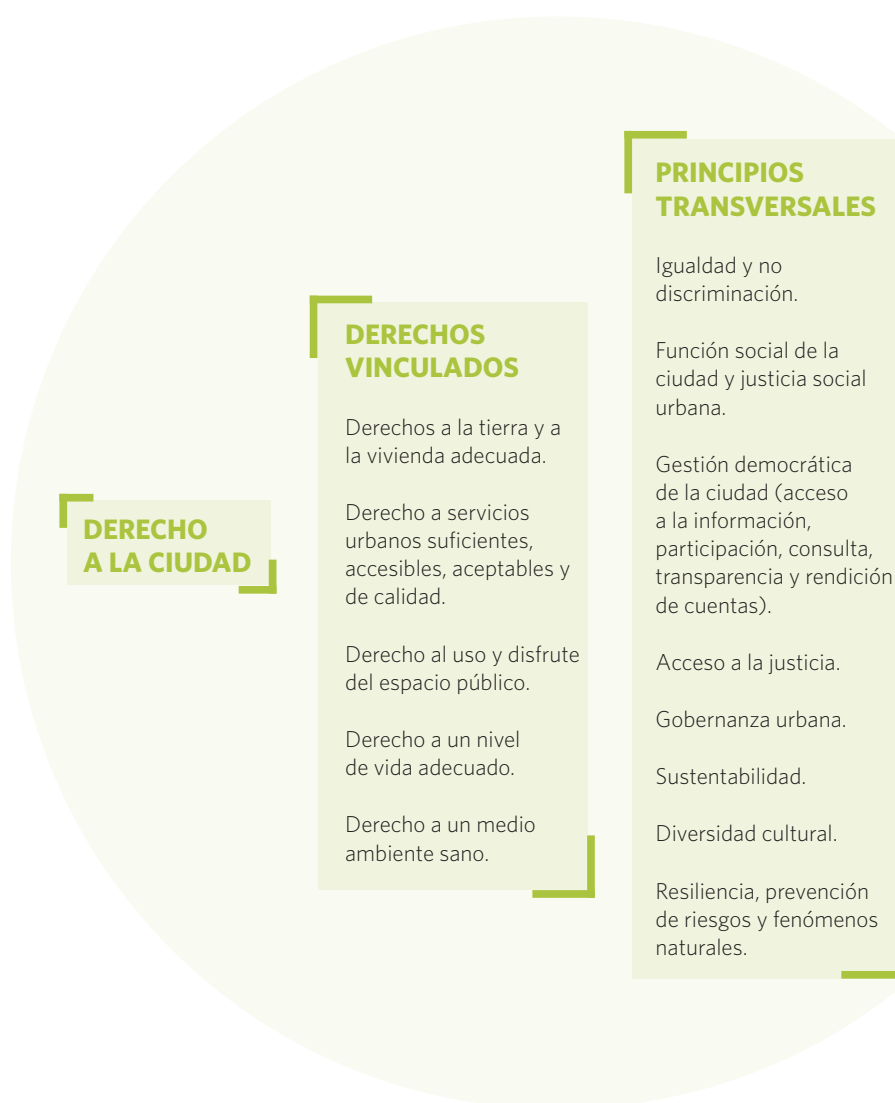 DERECHO
A LA CIUDAD
DERECHOS
VINCULADOS
Derechos a la tierra y a
la vivienda adecuada.
Derecho a servicios
urbanos suficientes,
accesibles, aceptables y
de calidad.
Derecho al uso y disfrute
del espacio público.
Derecho a un nivel
de vida adecuado.
Derecho a un medio
ambiente sano.
PRINCIPIOS
TRANSVERSALES
Igualdad y no
discriminación.
Función social de la
ciudad y justicia social
urbana.
Gestión democrática
de la ciudad (acceso
a la información,
participación, consulta,
transparencia y rendición
de cuentas).
Acceso a la justicia.
Gobernanza urbana.
Sustentabilidad.
Diversidad cultural.
Resiliencia, prevención
de riesgos y fenómenos
naturales.